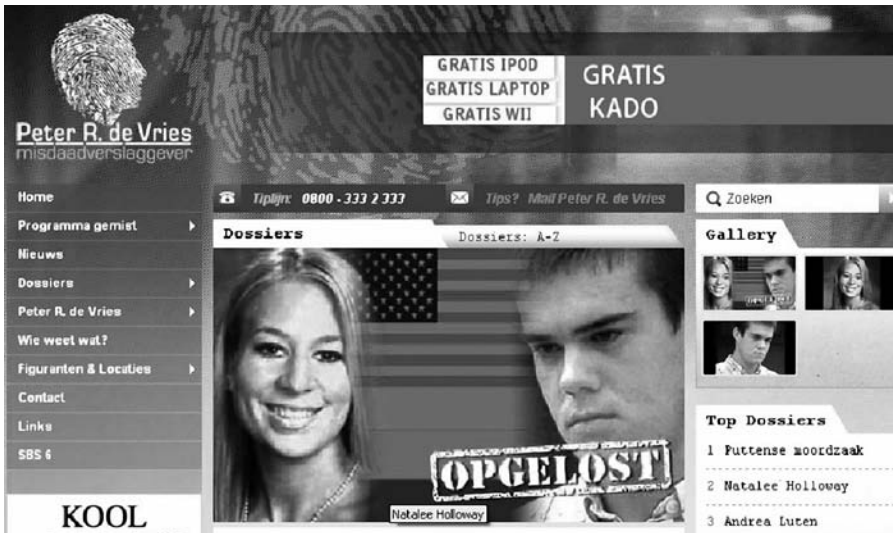 GRATIS IPOD
GRATIS LAPTOP
GRATIS WII
GRATIS
KADO
Peter R. de Vries
misdaadverslaggever
Home
Programma gemist
Nieuws
Dossiers
Peter R. de Vries
Wie weet wat?
Figuranten & Locaties
Contact
Links
SBS 6
KOOL
Tiplijn: 0800 - 333 2 333
Tips? Mail Peter R. de Vries
Dossiers
Dossiers: A-Z
OPGELOST
Natalee Holloway
Zoeken
Gallery
OPGELOST
Top Dossiers
1 Puttense moordzaak
2 Natalee Holloway
3 Andrea Luten